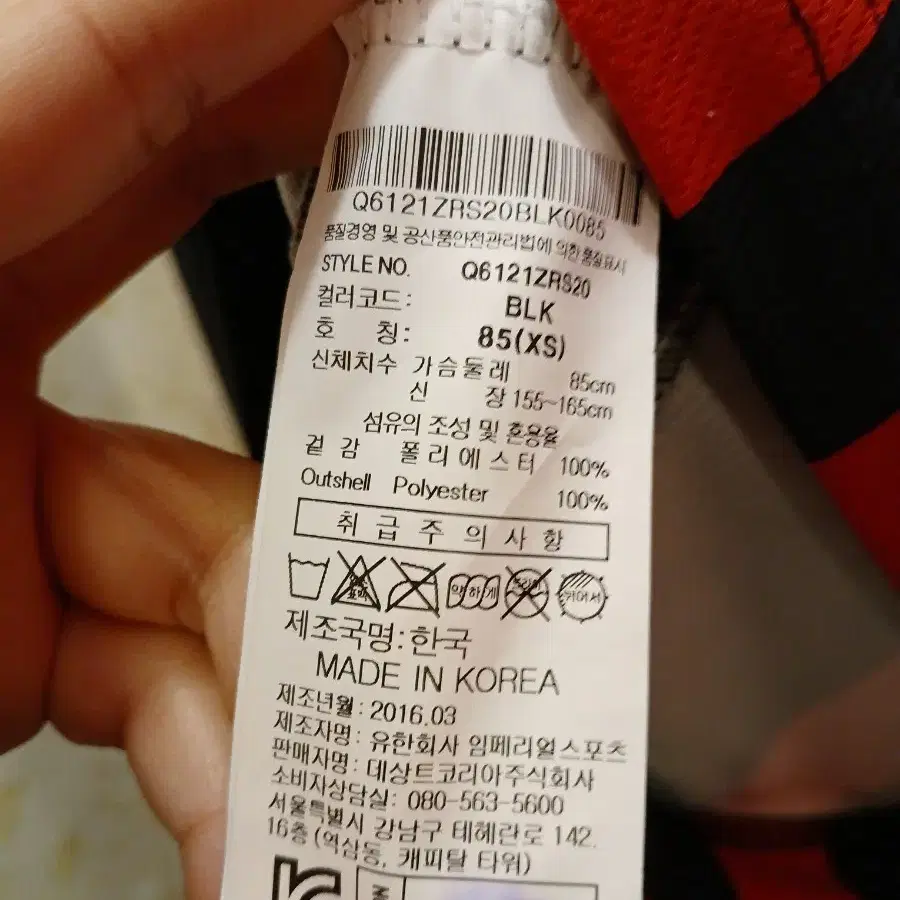 Q6121ZRS20BLK0085
품질경영 및 공산품안전관리법에 의한 품질표시
STYLE NO. Q6121ZRS20
컬러코드: BLK
호 칭: 85(XS)
신체치수 가슴둘레 85cm
신 장 155~165cm
섬유의 조성 및 혼용율
겉 감 폴리에스터 100%
Outshell Polyester 100%
취급주의사항
약하게
제조국명: 한국
MADE IN KOREA
제조년월: 2016.03
제조자명: 유한회사 임페리얼스포츠
판매자명: 데상트코리아주식회사
소비자상담실: 080-563-5600
서울특별시 강남구 테헤란로 142.
16층 (역삼동, 캐피탈 타워)